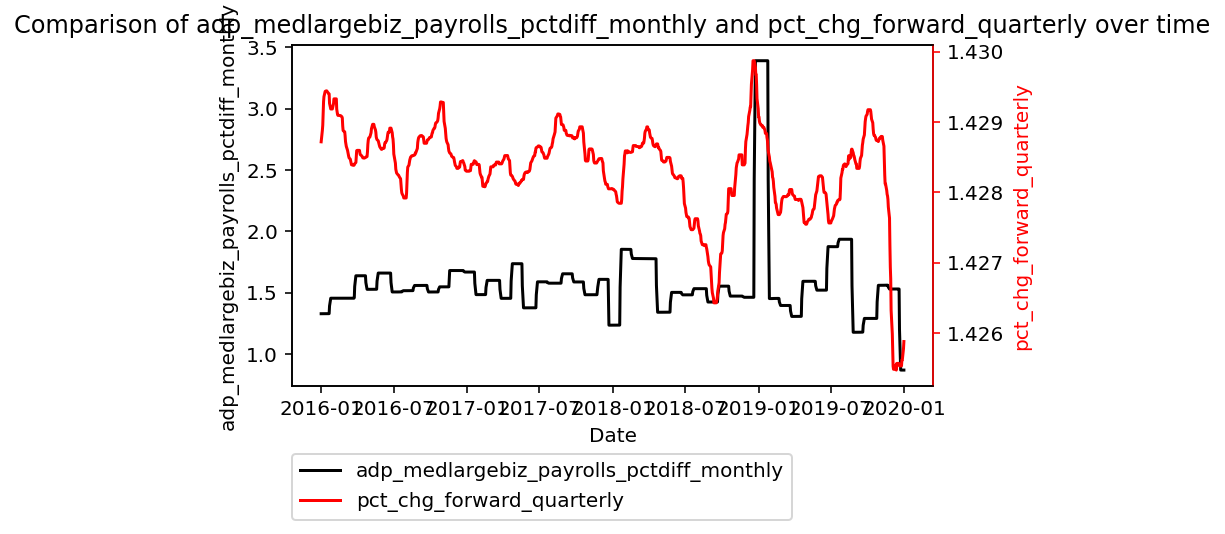 Comparison of adp_medlargebiz_payrolls_pctdiff_monthly and pct_chg_forward_quarterly over time
adp_medlargebiz_payrolls_pctdiff_monthly
3.5
3.0
2.5
2.0
1.5
1.0
1.430
1.429
1.428
1.427
1.426
pct_chg_forward_quarterly
2016-01 2016-07 2017-01 2017-07 2018-01 2018-07 2019-01 2019-07 2020-01
Date
adp_medlargebiz_payrolls_pctdiff_monthly
pct_chg_forward_quarterly